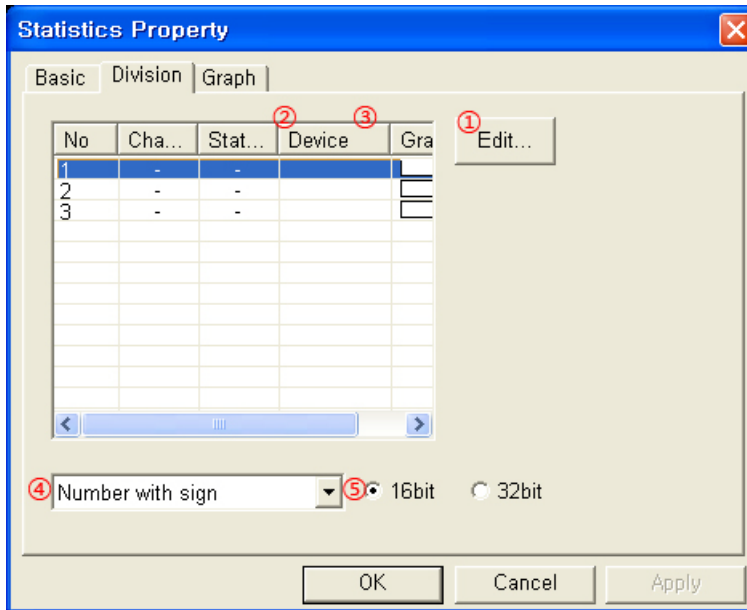 Statistics Property
Basic Division Graph
② ③ ①
No Cha... Stat... Device Gra Edit...
1 - -
2 - -
3 - -
④ Number with sign ⑤ 16bit 32bit
OK Cancel Apply